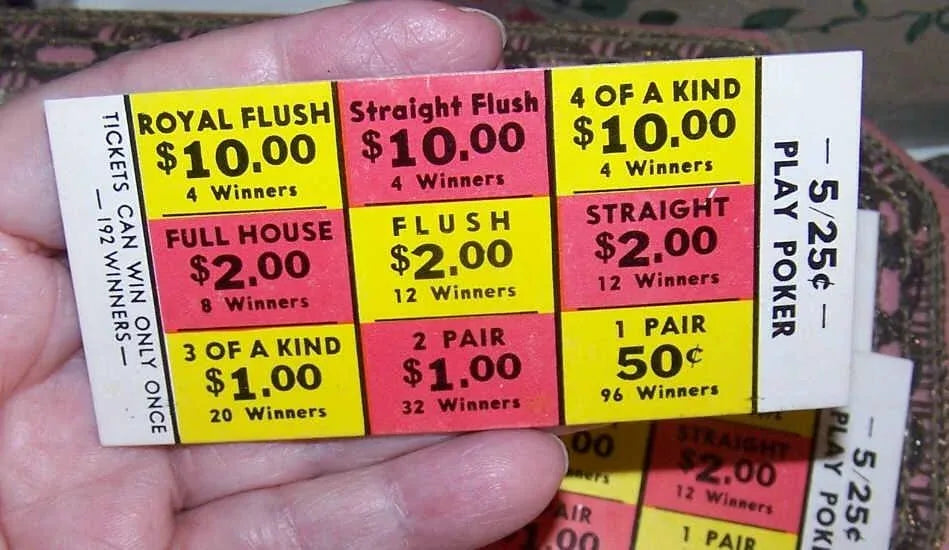 TICKETS CAN WIN ONLY ONCE
— 192 WINNERS —
ROYAL FLUSH
$10.00
4 Winners
Straight Flush
$10.00
4 Winners
4 OF A KIND
$10.00
4 Winners
FULL HOUSE
$2.00
8 Winners
FLUSH
$2.00
12 Winners
STRAIGHT
$2.00
12 Winners
3 OF A KIND
$1.00
20 Winners
2 PAIR
$1.00
32 Winners
1 PAIR
50¢
96 Winners
— 5/25¢ —
PLAY POKER
STRAIGHT
$2.00
12 Winners
1 PAIR
— 5/25¢
PLAY